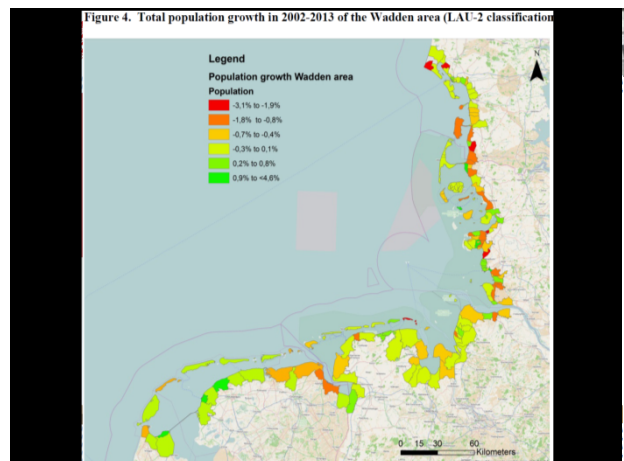 Figure 4.  Total population growth in 2002-2013 of the Wadden area (LAU-2 classification
Legend
Population growth Wadden area
Population
-3,1% to -1,9%
-1,8%  to -0,8%
-0,7% to -0,4%
-0,3% to 0,1%
0,2% to 0,8%
0,9% to <4,6%
N
0 15 30 60
Kilometers